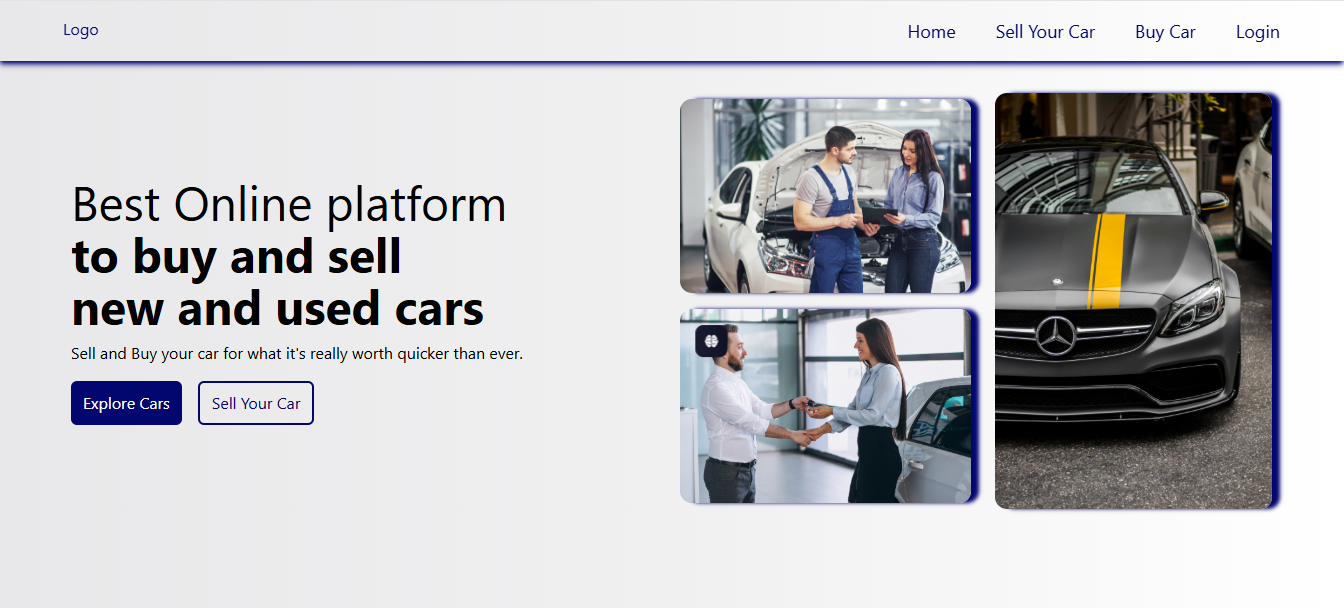 Logo
Home
Sell Your Car
Buy Car
Login
Best Online platform
to buy and sell
new and used cars
Sell and Buy your car for what it's really worth quicker than ever.
Explore Cars
Sell Your Car